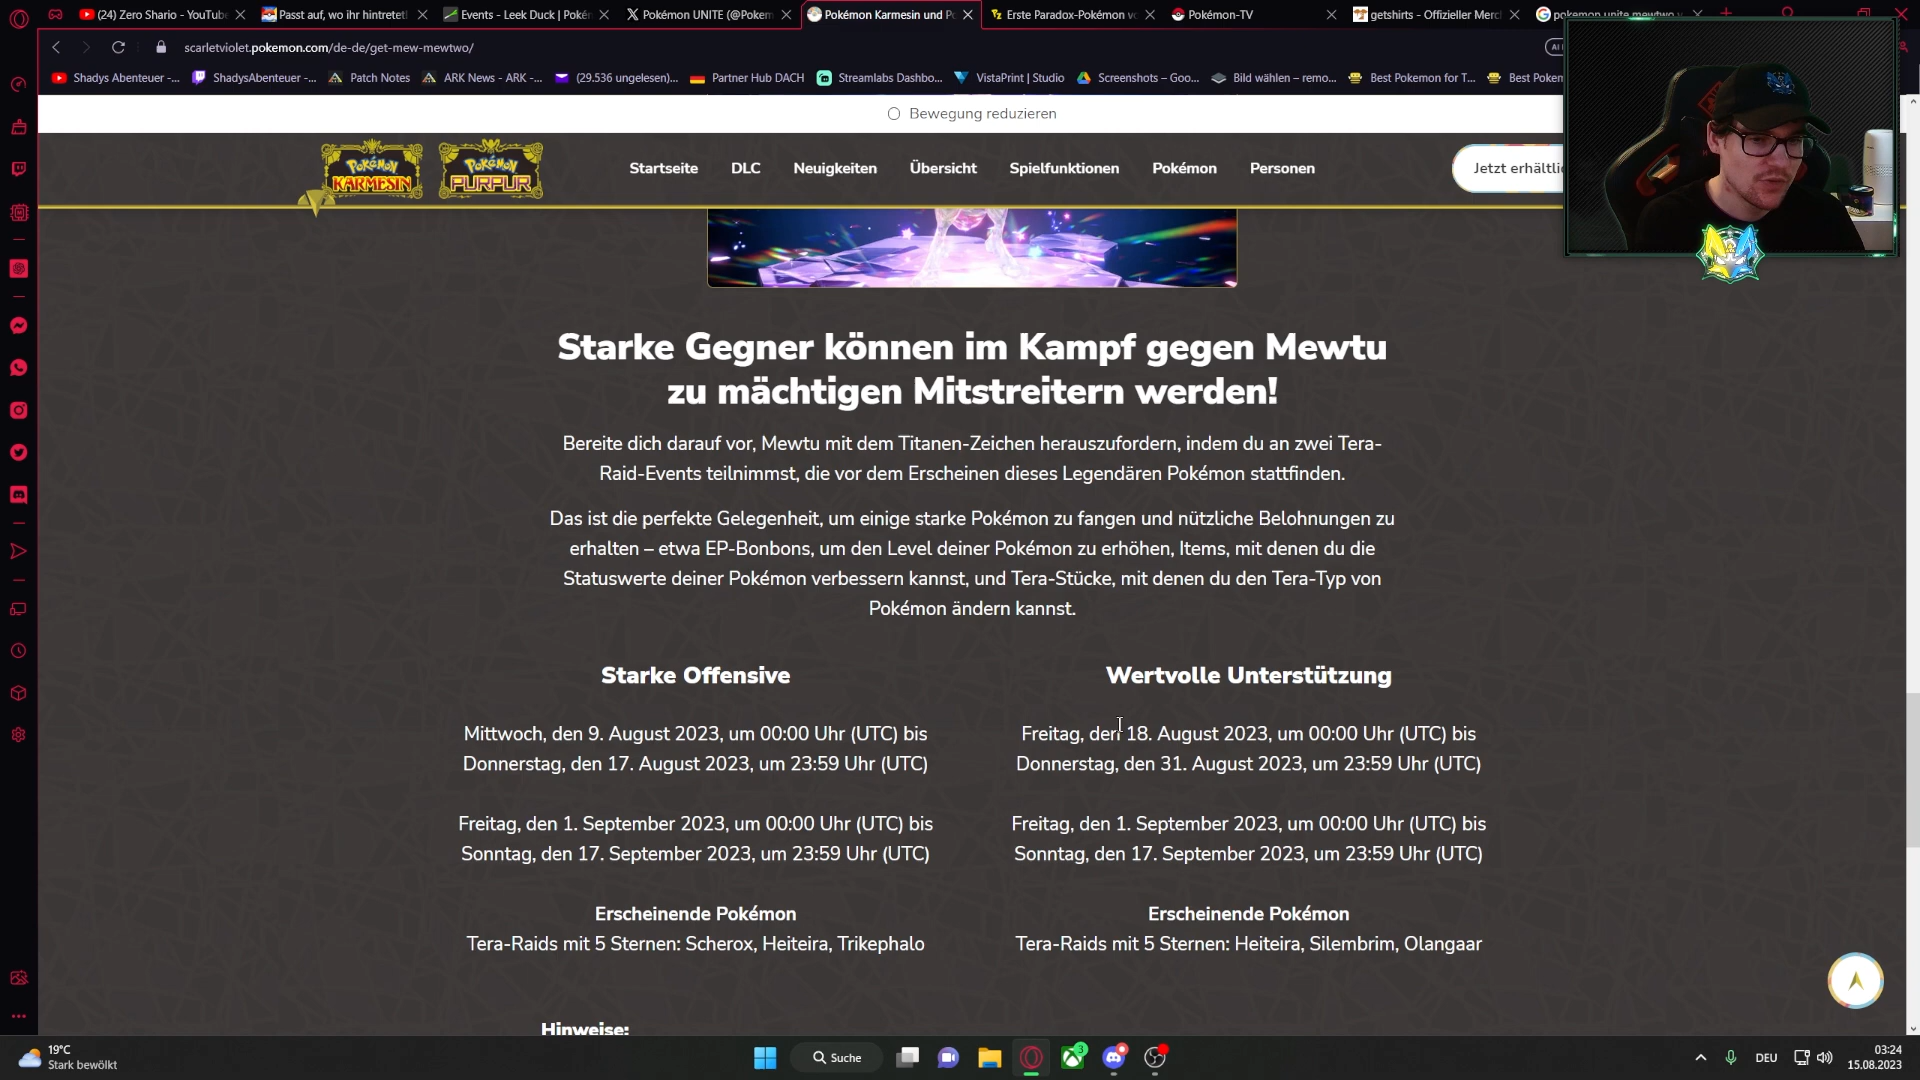 (24) Zero Shario - YouTube
Passt auf, wo ihr hintretet!
Events - Leek Duck | Poké
Pokémon UNITE (@Pokem
Pokémon Karmesin und P
Erste Paradox-Pokémon v
Pokémon-TV
getshirts - Offizieller Merc
pokemon unite mewtwo
scarletviolet.pokemon.com/de-de/get-mew-mewtwo/
Shadys Abenteuer -...
ShadysAbenteuer -...
Patch Notes
ARK News - ARK -...
(29.536 ungelesen)...
Partner Hub DACH
Streamlabs Dashbo...
VistaPrint | Studio
Screenshots – Goo...
Bild wählen – remo...
Best Pokemon for T...
Best Poke
Bewegung reduzieren
POKÉMON KARMESIN
POKÉMON PURPUR
Startseite
DLC
Neuigkeiten
Übersicht
Spielfunktionen
Pokémon
Personen
Jetzt erhältlic
Starke Gegner können im Kampf gegen Mewtu
zu mächtigen Mitstreitern werden!
Bereite dich darauf vor, Mewtu mit dem Titanen-Zeichen herauszufordern, indem du an zwei Tera-
Raid-Events teilnimmst, die vor dem Erscheinen dieses Legendären Pokémon stattfinden.
Das ist die perfekte Gelegenheit, um einige starke Pokémon zu fangen und nützliche Belohnungen zu
erhalten – etwa EP-Bonbons, um den Level deiner Pokémon zu erhöhen, Items, mit denen du die
Statuswerte deiner Pokémon verbessern kannst, und Tera-Stücke, mit denen du den Tera-Typ von
Pokémon ändern kannst.
Starke Offensive
Mittwoch, den 9. August 2023, um 00:00 Uhr (UTC) bis
Donnerstag, den 17. August 2023, um 23:59 Uhr (UTC)
Freitag, den 1. September 2023, um 00:00 Uhr (UTC) bis
Sonntag, den 17. September 2023, um 23:59 Uhr (UTC)
Erscheinende Pokémon
Tera-Raids mit 5 Sternen: Scherox, Heiteira, Trikephalo
Wertvolle Unterstützung
Freitag, den 18. August 2023, um 00:00 Uhr (UTC) bis
Donnerstag, den 31. August 2023, um 23:59 Uhr (UTC)
Freitag, den 1. September 2023, um 00:00 Uhr (UTC) bis
Sonntag, den 17. September 2023, um 23:59 Uhr (UTC)
Erscheinende Pokémon
Tera-Raids mit 5 Sternen: Heiteira, Silembrim, Olangaar
Hinweise:
19°C
Stark bewölkt
Suche
3
DEU
03:24
15.08.2023